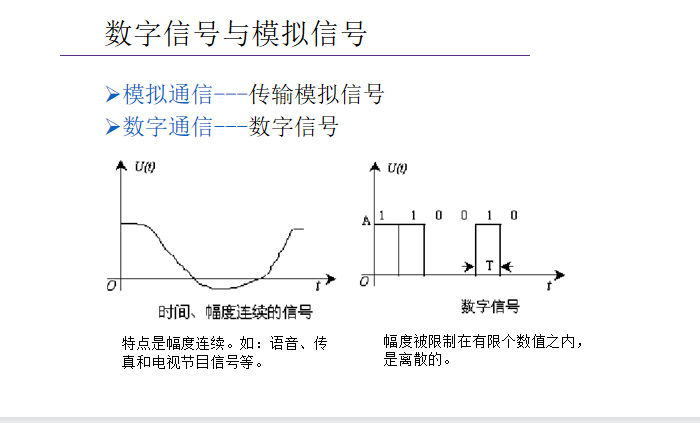 数字信号与模拟信号
➢模拟通信---传输模拟信号
➢数字通信---数字信号
U(t)
O
t
时间、幅度连续的信号
特点是幅度连续。如：语音、传
真和电视节目信号等。
U(t)
A 1 1 0 0 1 0
T
O
t
数字信号
幅度被限制在有限个数值之内，
是离散的。